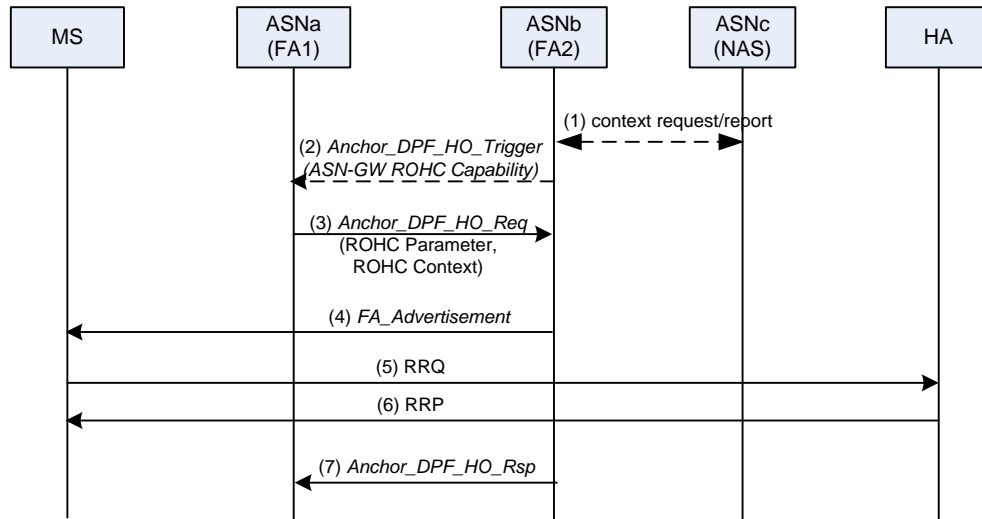 MS
ASNa
(FA1)
ASNb
(FA2)
ASNc
(NAS)
HA
(1) context request/report
(2) Anchor_DPF_HO_Trigger
(ASN-GW ROHC Capability)
(3) Anchor_DPF_HO_Req
(ROHC Parameter,
ROHC Context)
(4) FA_Advertisement
(5) RRQ
(6) RRP
(7) Anchor_DPF_HO_Rsp